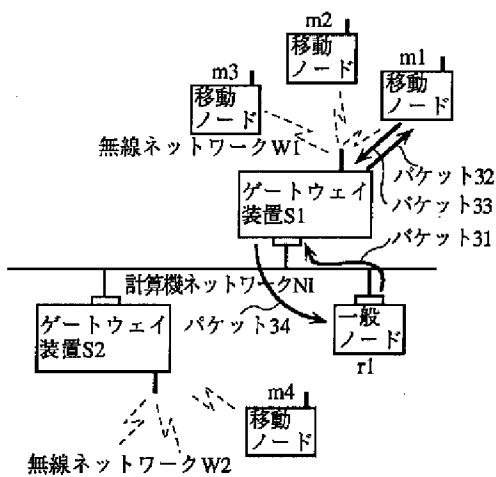 m2
移動
ノード
m1
移動
ノード
m3
移動
ノード
無線ネットワークW1
パケット32
パケット33
パケット31
ゲートウェイ
装置S1
計算機ネットワークN1
ゲートウェイ
装置S2
パケット34
一般
ノード
r1
m4
移動
ノード
無線ネットワークW2